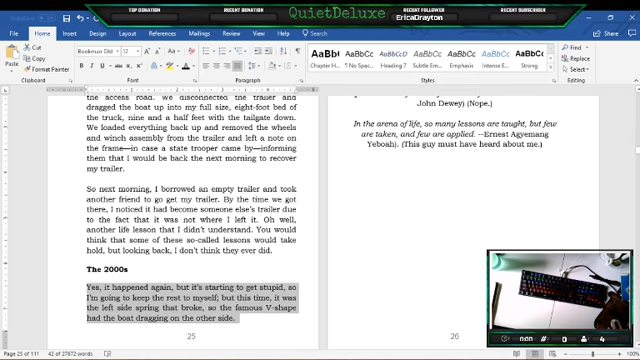 TOP DONATION
RECENT DONATION
QuietDeluxe
RECENT FOLLOWER
EricaDrayton
RECENT SUBSCRIBER
File
Home
Insert
Draw
Design
Layout
References
Mailings
Review
View
Help
Search
Share
Cut
Copy
Paste
Format Painter
Clipboard
Bookman Old
12
Font
Paragraph
AaBb(
AaBbCc
AaBbCcD
AaBbCc
AaBbCc
AaBbCc
Chapter H...
¶ No Spac...
Heading 7
Emphasis
Intense E...
Styles
Find
Replace
Select
Editing
the access road. We disconnected the trailer and
dragged the boat up into my full size, eight-foot bed of
the truck, nine and a half feet with the tailgate down.
We loaded everything back up and removed the wheels
and winch assembly from the trailer and left a note on
the frame—in case a state trooper came by—informing
them that I would be back the next morning to recover
my trailer.
So next morning, I borrowed an empty trailer and took
another friend to go get my trailer. By the time we got
there, I noticed it had become someone else's trailer due
to the fact that it was not where I left it. Oh well,
another life lesson that I didn't understand. You would
think that some of these so-called lessons would take
hold, but looking back, I don't think they ever did.
The 2000s
Yes, it happened again, but it's starting to get stupid, so
I'm going to keep the rest to myself; but this time, it was
the left side spring that broke, so the famous V-shape
had the boat dragging on the other side.
25
John Dewey) (Nope.)
In the arena of life, so many lessons are taught, but few
are taken, and few are applied. --Ernest Agyemang
Yeboah). (This guy must have heard about me.)
26
0:00
0
4
Page 25 of 111
42 of 27672 words
100%